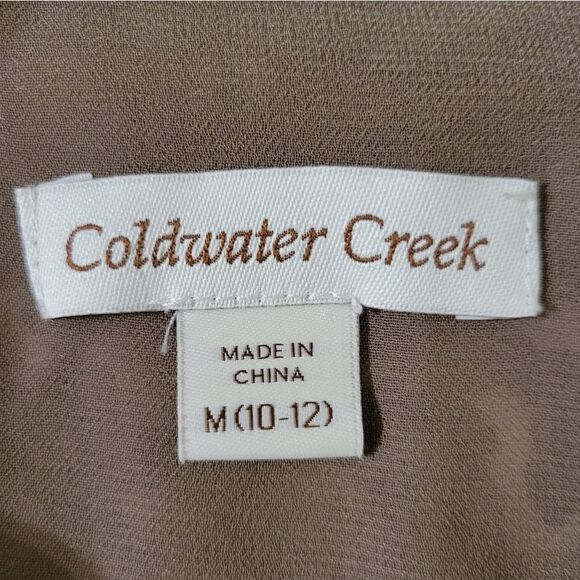 Coldwater Creek
MADE IN
CHINA
M (10-12)